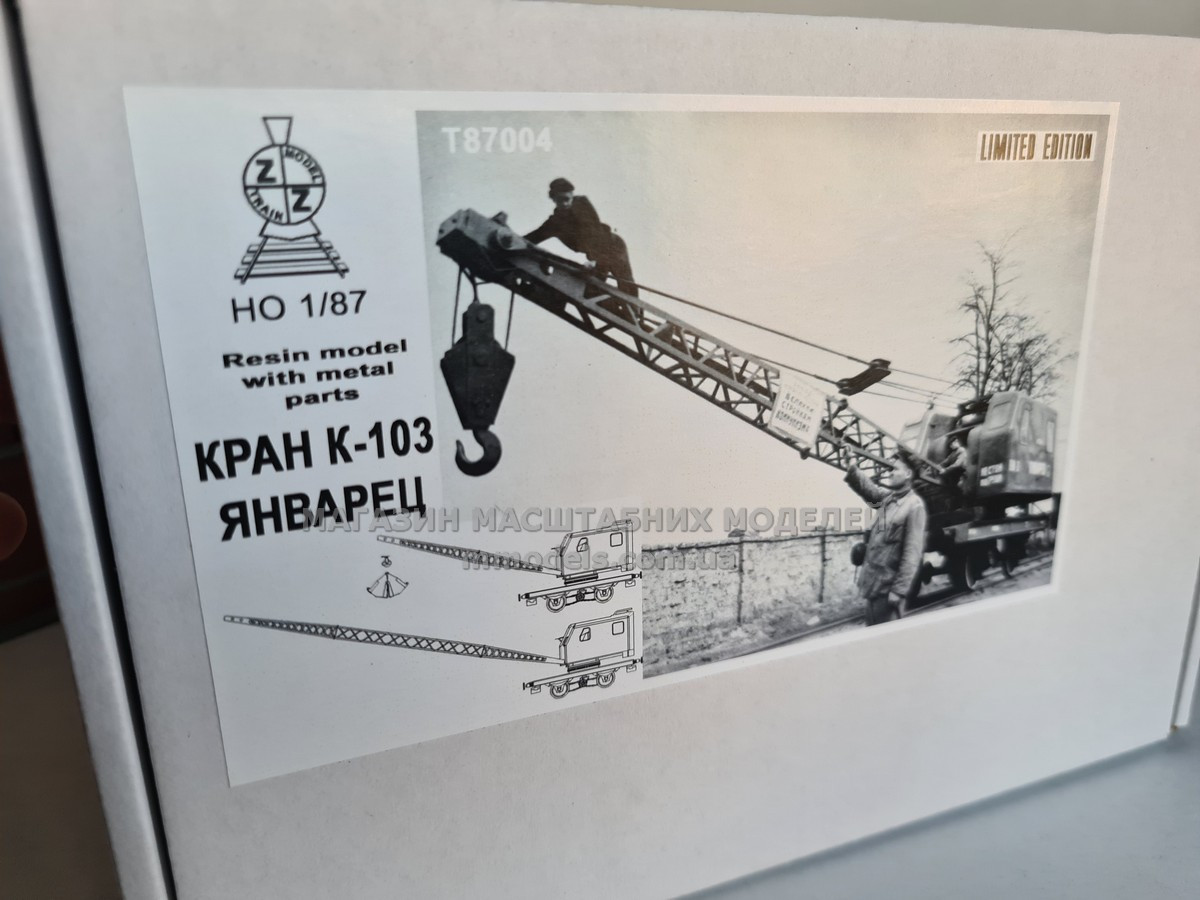 Z MODEL
TRAIN Z
HO 1/87
Resin model
with metal
parts
КРАН К-103
ЯНВАРЕЦ
T87004
LIMITED EDITION
МАГАЗИН МАСШТАБНИХ МОДЕЛЕЙ
mmodels.com.ua